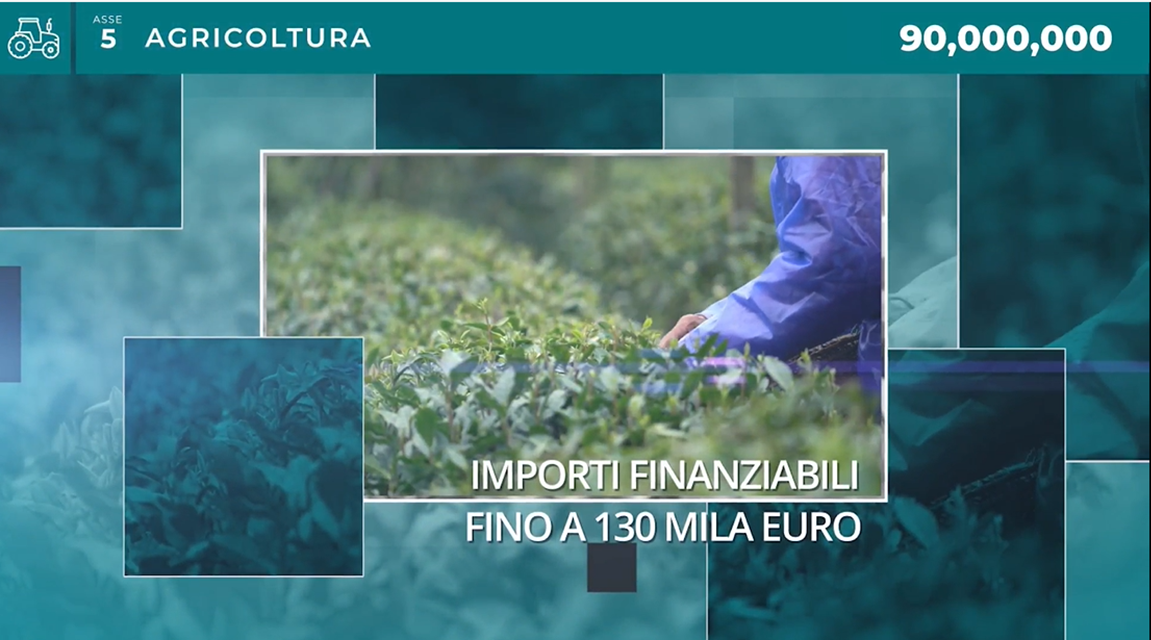 ASSE
5
AGRICOLTURA
90,000,000
IMPORTI FINANZIABILI
FINO A 130 MILA EURO